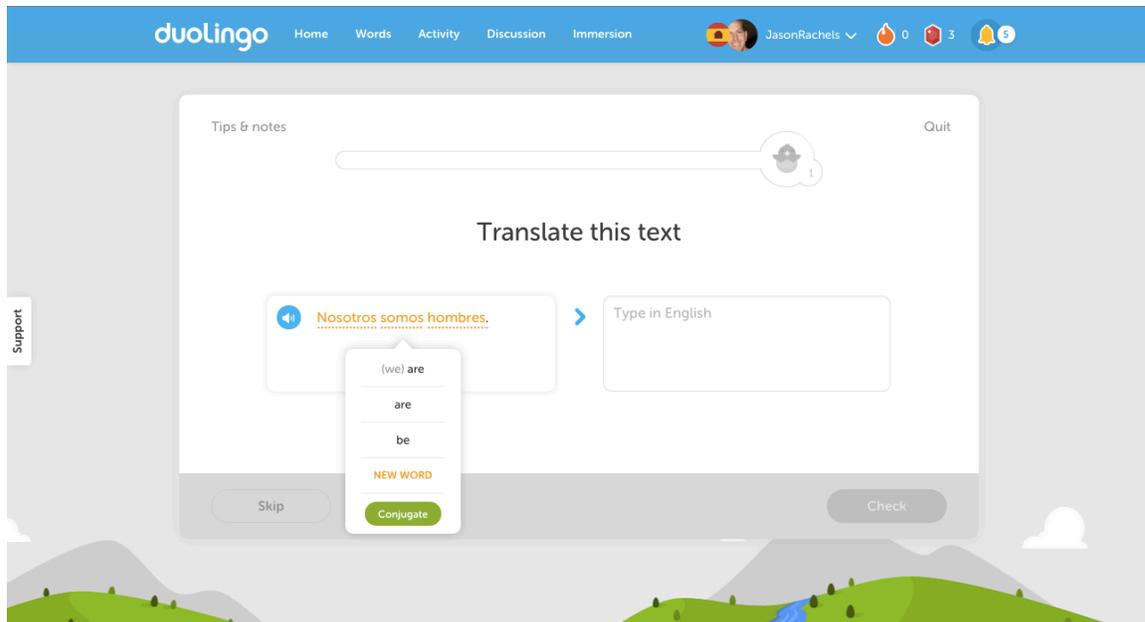 duolingo Home Words Activity Discussion Immersion JasonRachels 0 3 5
Tips & notes Quit
1
Translate this text
Nosotros somos hombres.
Type in English
(we) are
are
be
NEW WORD
Conjugate
Skip
Check
Support